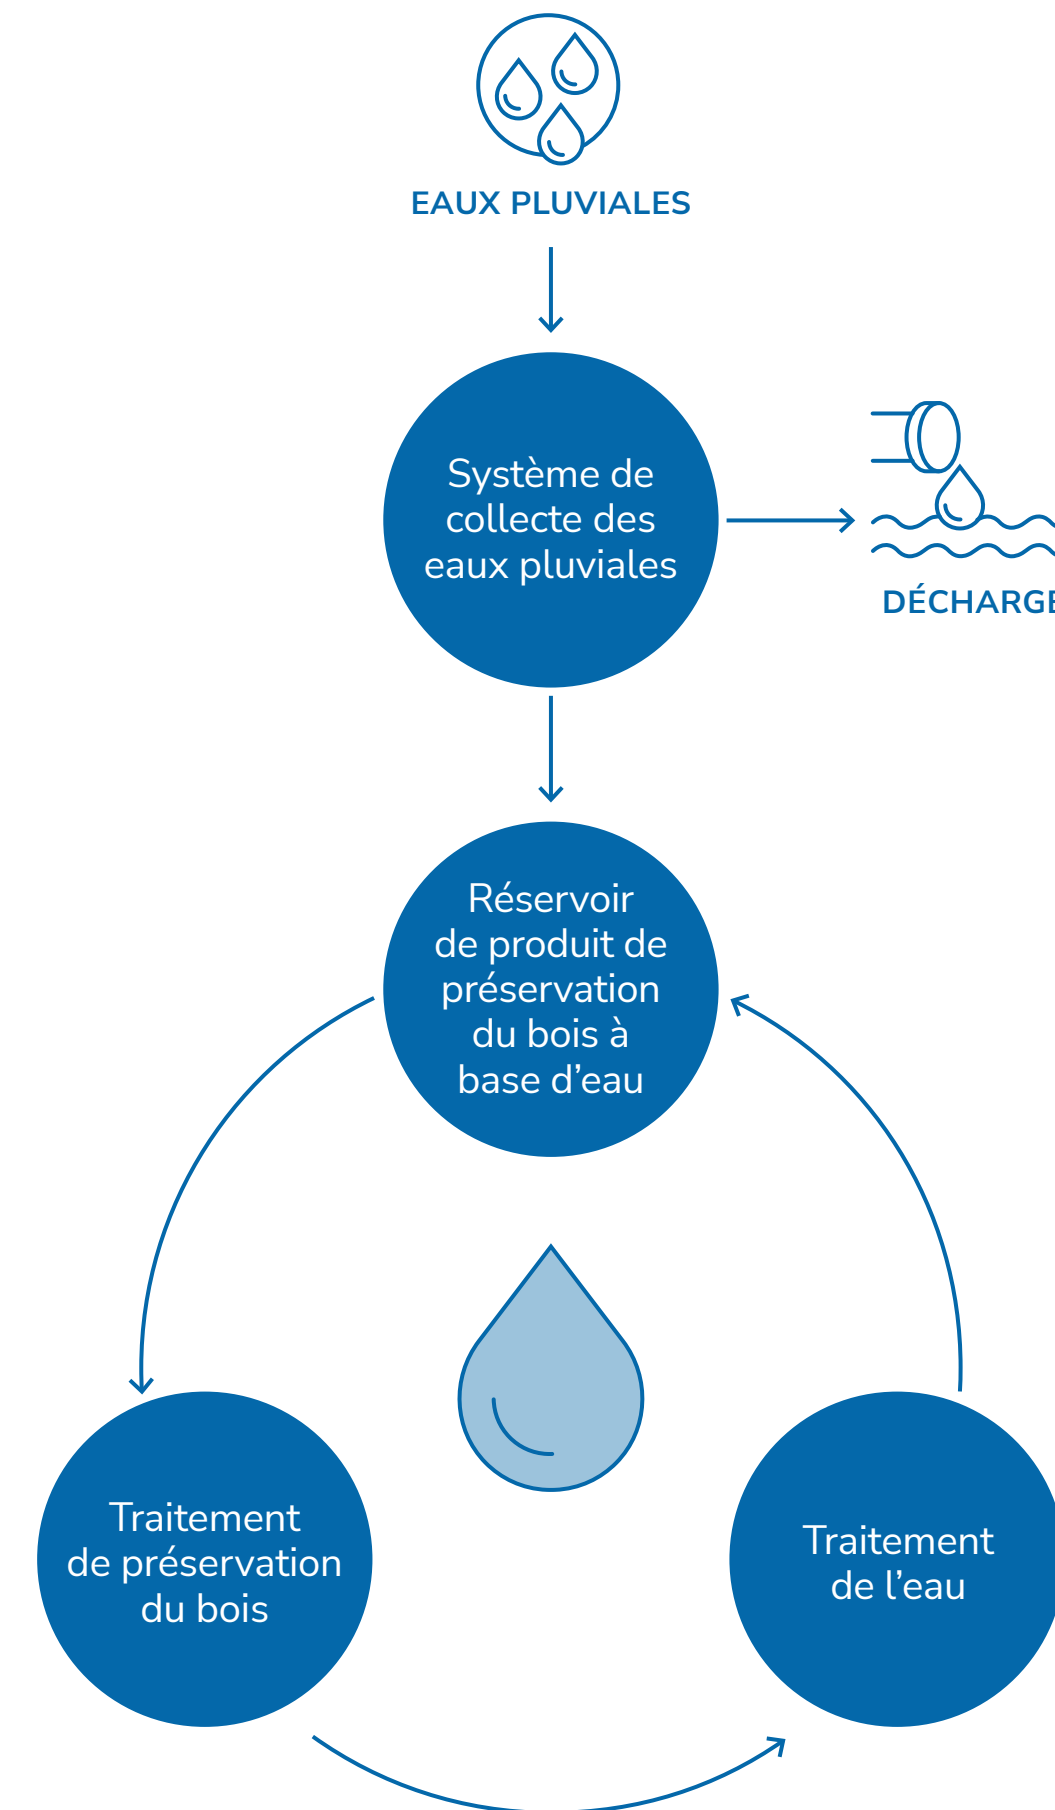 EAUX PLUVIALES
Système de
collecte des
eaux pluviales
DÉCHARGE
Réservoir
de produit de
préservation
du bois à
base d’eau
Traitement
de préservation
du bois
Traitement
de l’eau